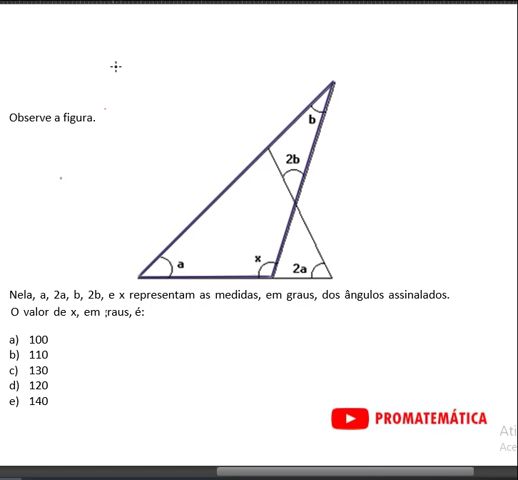 Observe a figura.
b
2b
a
x
2a
Nela, a, 2a, b, 2b, e x representam as medidas, em graus, dos ângulos assinalados.
O valor de x, em graus, é:
a) 100
b) 110
c) 130
d) 120
e) 140
PROMATEMÁTICA
Ati
Ace